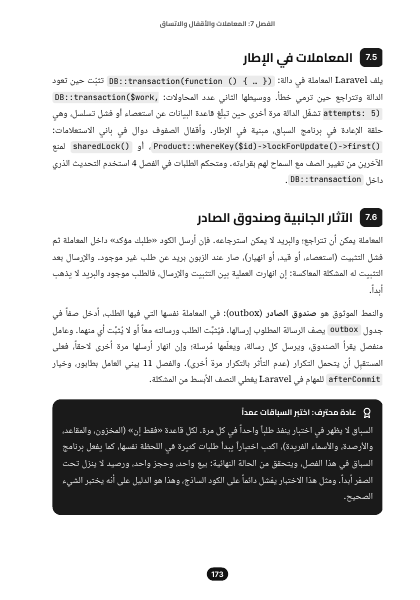 الفصل 7: المعاملات والأقفال والاتساق
7.5 المعاملات في الإطار
يلف Laravel المعاملة في دالة: DB::transaction(function () { … }) تثبّت حين تعود
الدالة وتتراجع حين ترمي خطأ. ووسيطها الثاني عدد المحاولات: DB::transaction($work,
attempts: 5) تشغّل الدالة مرة أخرى حين تبلّغ قاعدة البيانات عن استعصاء أو فشل تسلسل، وهي
حلقة الإعادة في برنامج السباق، مبنية في الإطار. وأقفال الصفوف دوال في باني الاستعلامات:
Product::whereKey($id)->lockForUpdate()->first()، أو sharedLock() لمنع
الآخرين من تغيير الصف مع السماح لهم بقراءته. ومتحكم الطلبات في الفصل 4 استخدم التحديث الذري
داخل DB::transaction.
7.6 الآثار الجانبية وصندوق الصادر
المعاملة يمكن أن تتراجع؛ والبريد لا يمكن استرجاعه. فإن أرسل الكود «طلبك مؤكد» داخل المعاملة ثم
فشل التثبيت (استعصاء، أو قيد، أو انهيار)، صار عند الزبون بريد عن طلب غير موجود. والإرسال بعد
التثبيت له المشكلة المعاكسة: إن انهارت العملية بين التثبيت والإرسال، فالطلب موجود والبريد لا يذهب
أبداً.
والنمط الموثوق هو صندوق الصادر (outbox): في المعاملة نفسها التي فيها الطلب، أدخل صفاً في
جدول outbox يصف الرسالة المطلوب إرسالها. فيُثبَّت الطلب ورسالته معاً أو لا يُثبَّت أي منهما. وعامل
منفصل يقرأ الصندوق، ويرسل كل رسالة، ويعلّمها مُرسلة؛ وإن انهار أرسلها مرة أخرى لاحقاً، فعلى
المستقبل أن يتحمل التكرار (عدم التأثر بالتكرار مرة أخرى). والفصل 11 يبني العامل بطابور، وخيار
afterCommit للمهام في Laravel يغطي النصف الأبسط من المشكلة.
عادة محترف: اختبر السباقات عمداً
السباق لا يظهر في اختبار ينفذ طلباً واحداً في كل مرة. لكل قاعدة «فقط إن» (المخزون، والمقاعد،
والأرصدة، والأسماء الفريدة)، اكتب اختباراً يبدأ طلبات كثيرة في اللحظة نفسها، كما يفعل برنامج
السباق في هذا الفصل، ويتحقق من الحالة النهائية: بيع واحد، وحجز واحد، ورصيد لا ينزل تحت
الصفر أبداً. ومثل هذا الاختبار يفشل دائماً على الكود الساذج، وهذا هو الدليل على أنه يختبر الشيء
الصحيح.
173